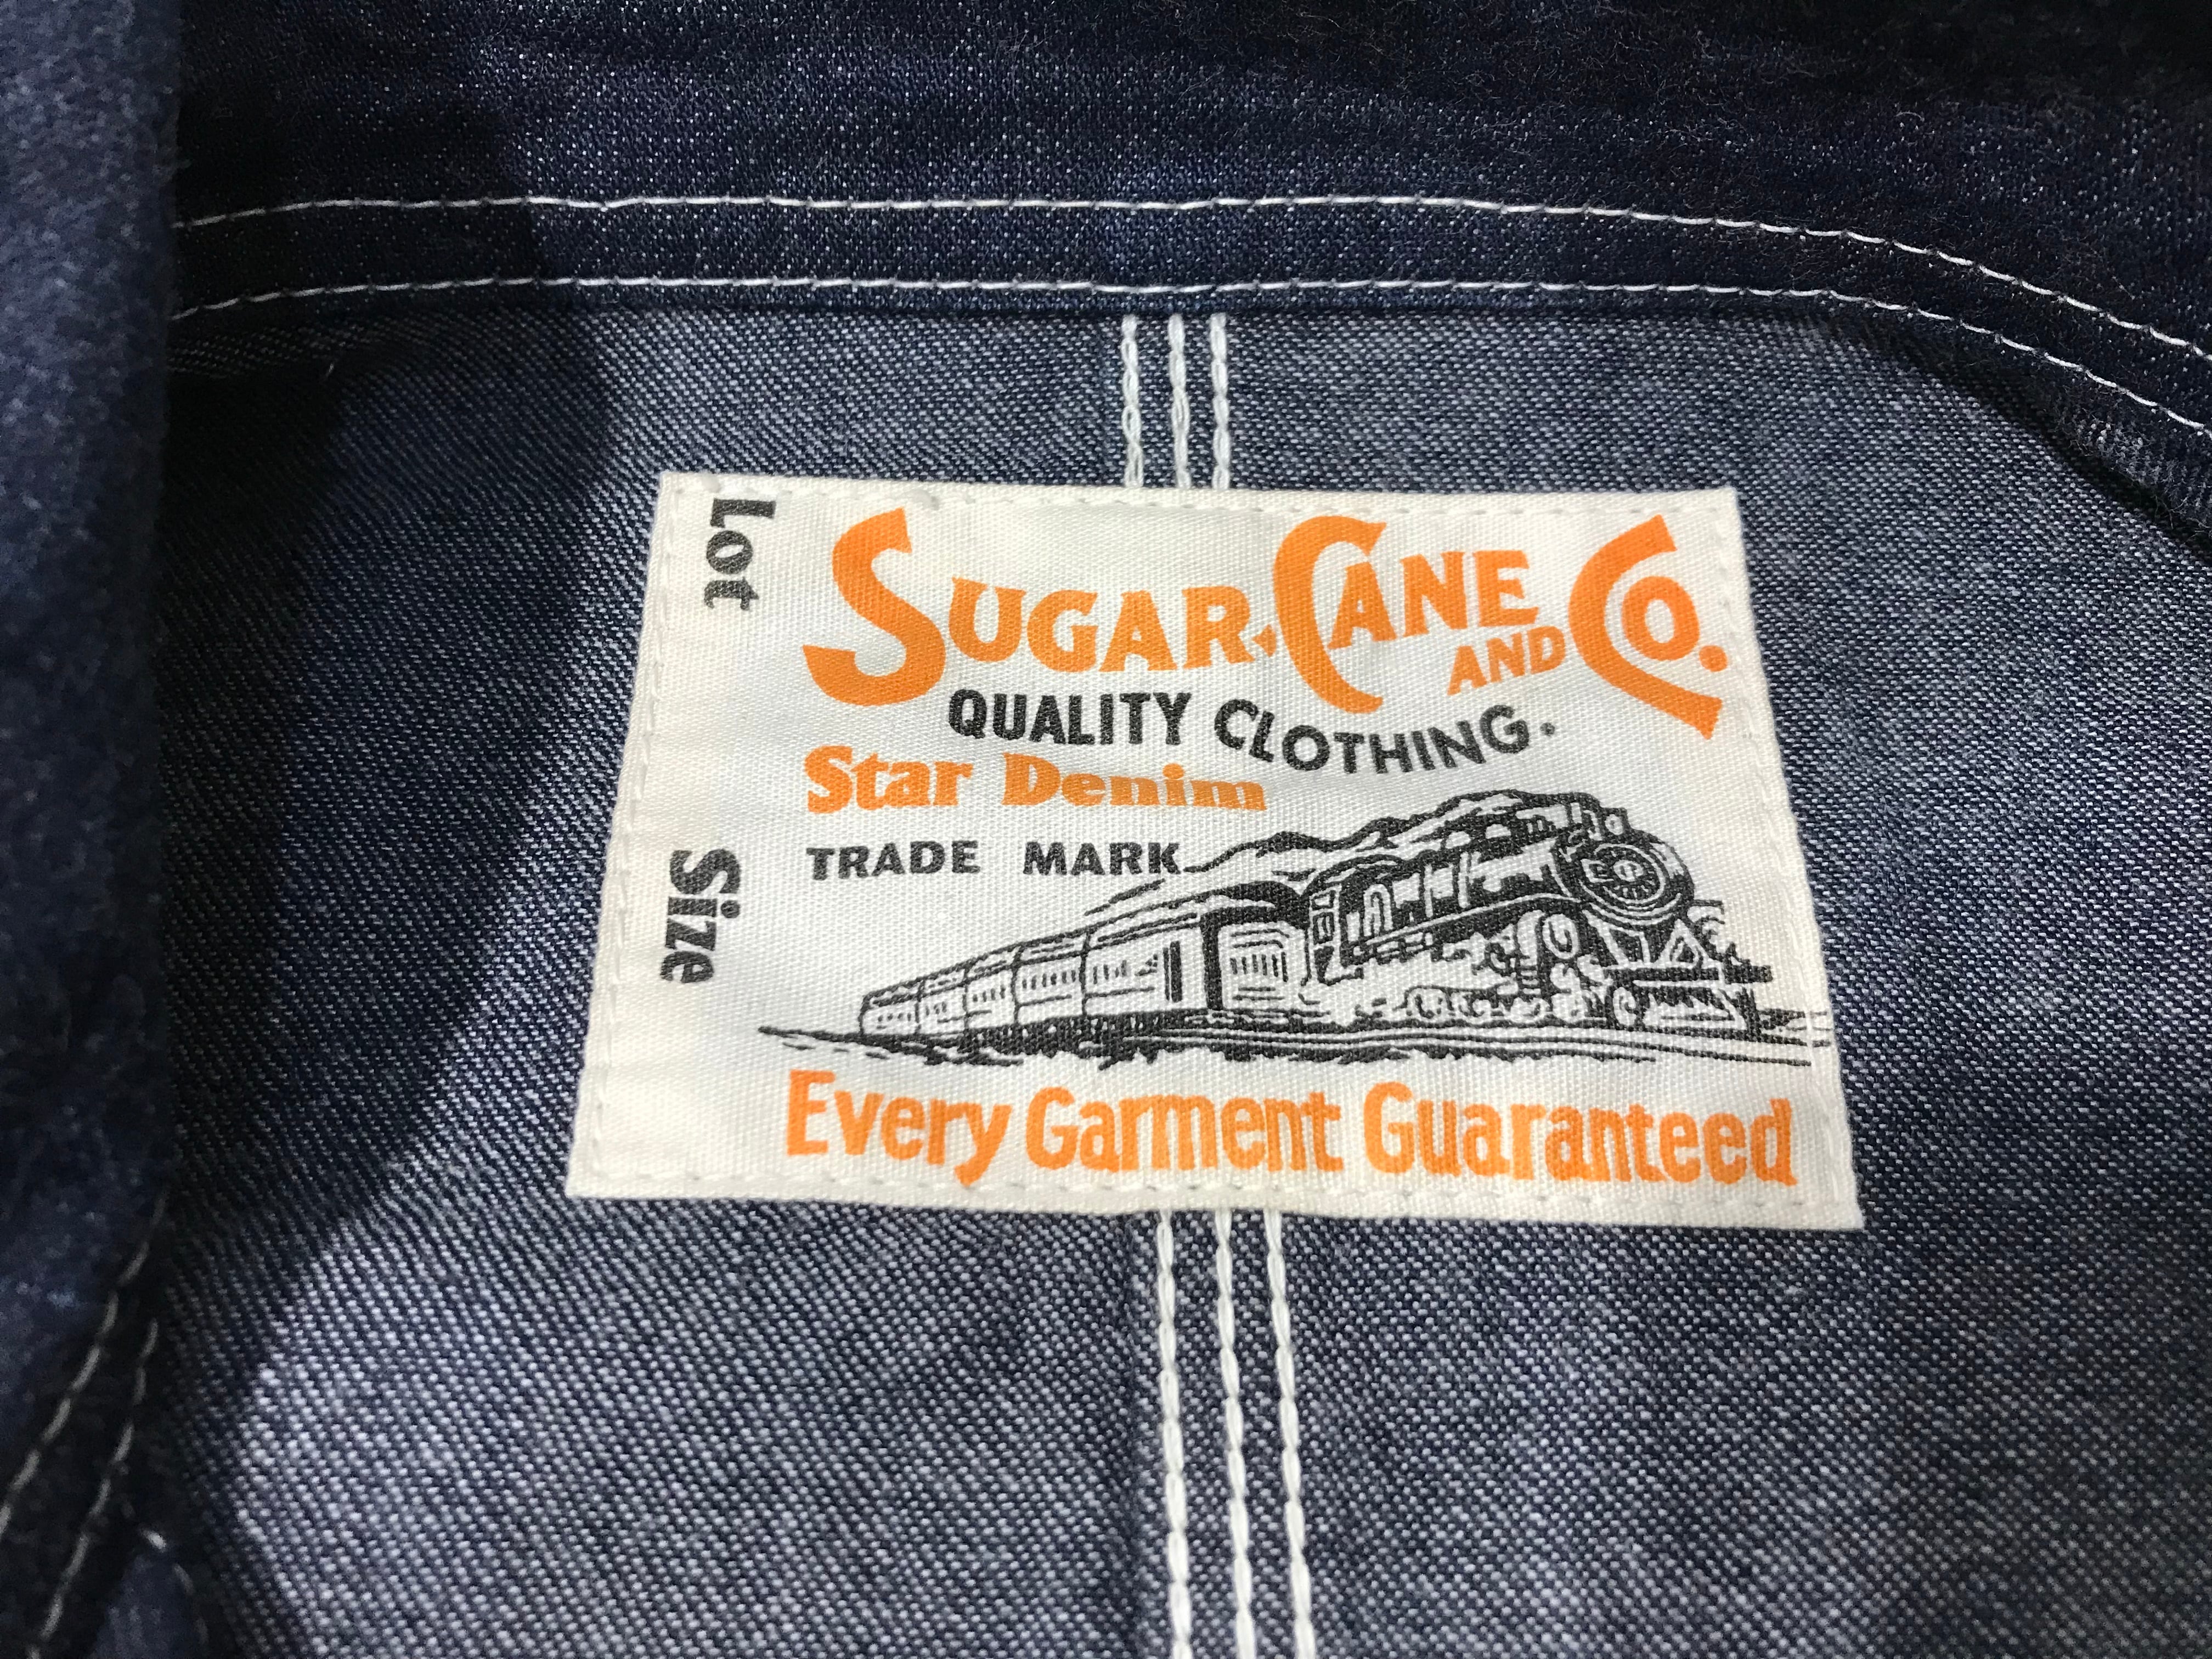 Lot
Size
SUGAR CANE AND CO.
QUALITY CLOTHING.
Star Denim
TRADE MARK
Every Garment Guaranteed